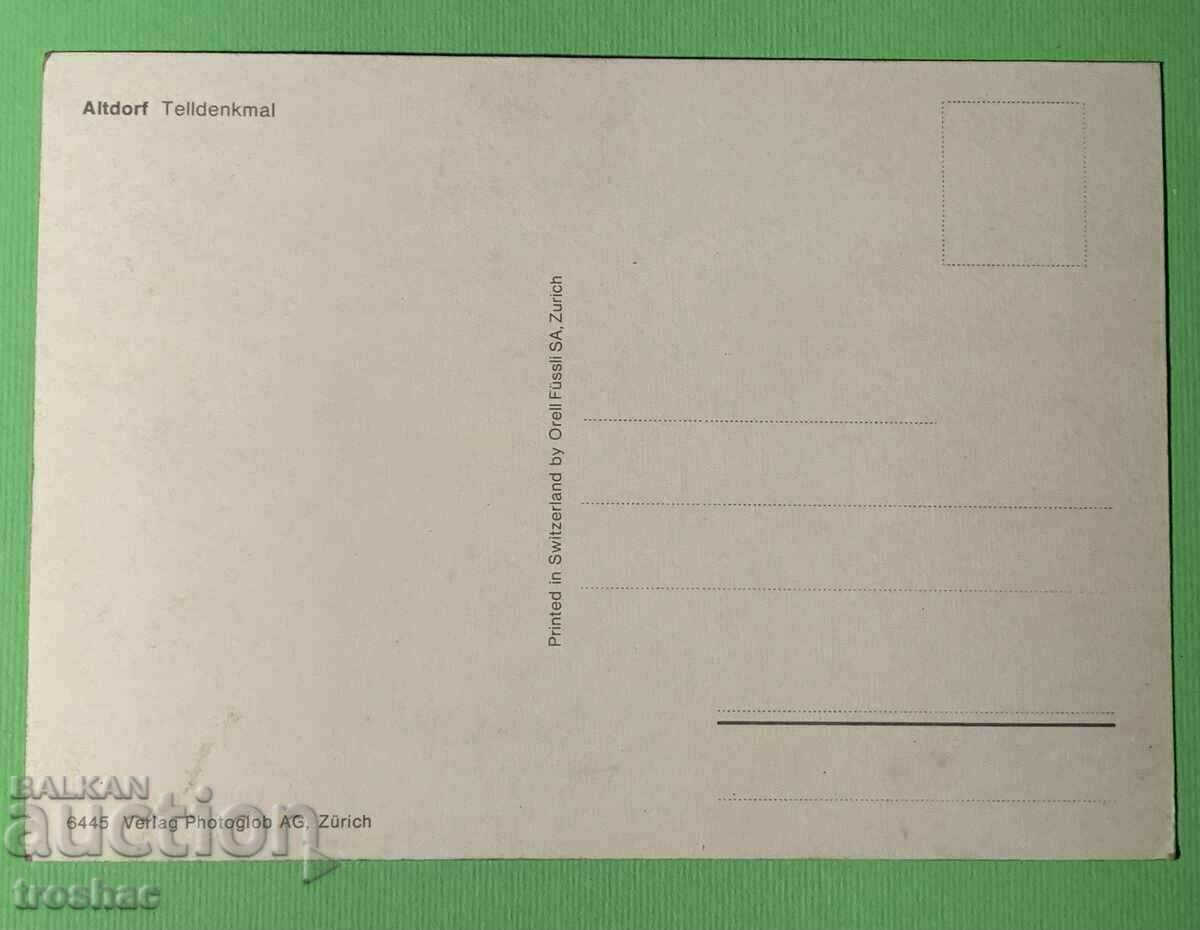 Altdorf Telldenkmal
Printed in Switzerland by Orell Füssli SA, Zurich
6445 Verlag Photoglob AG, Zürich
BALKAN
auction
troshac